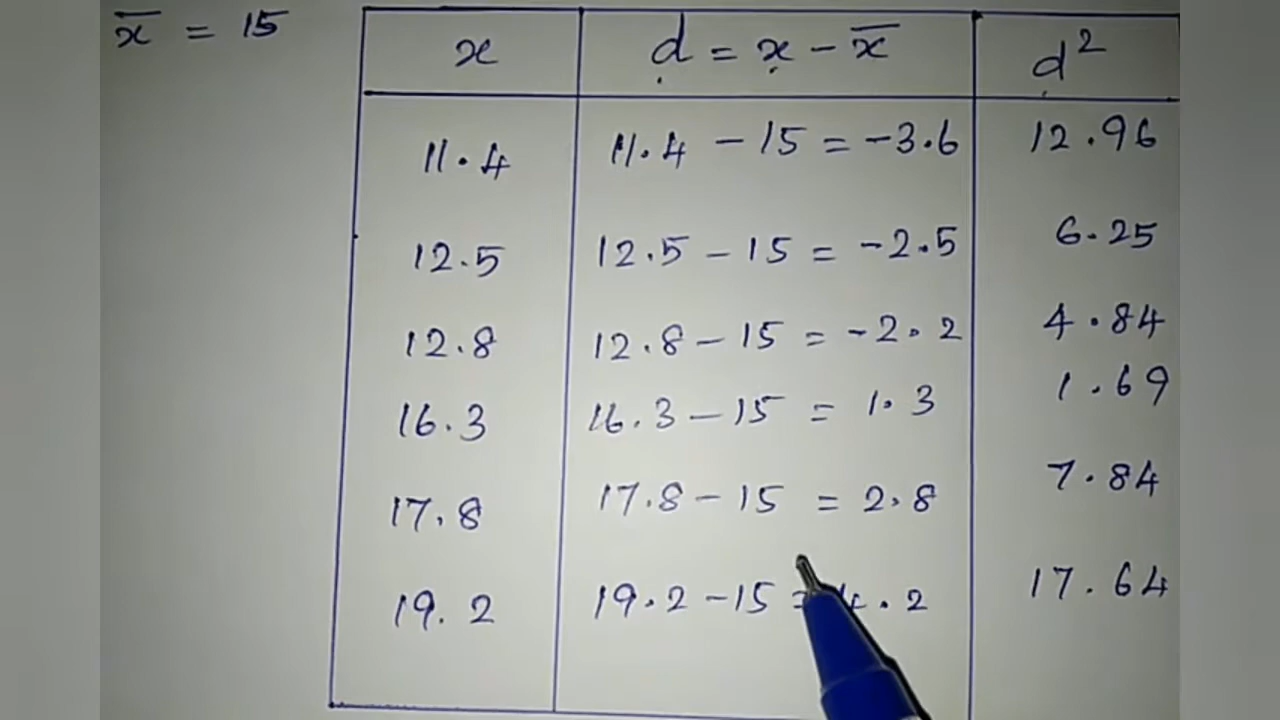 x̄ = 15
x d = x - x̄ d²
11.4 11.4 - 15 = -3.6 12.96
12.5 12.5 - 15 = -2.5 6.25
12.8 12.8 - 15 = -2.2 4.84
16.3 16.3 - 15 = 1.3 1.69
17.8 17.8 - 15 = 2.8 7.84
19.2 19.2 - 15 = 4.2 17.64